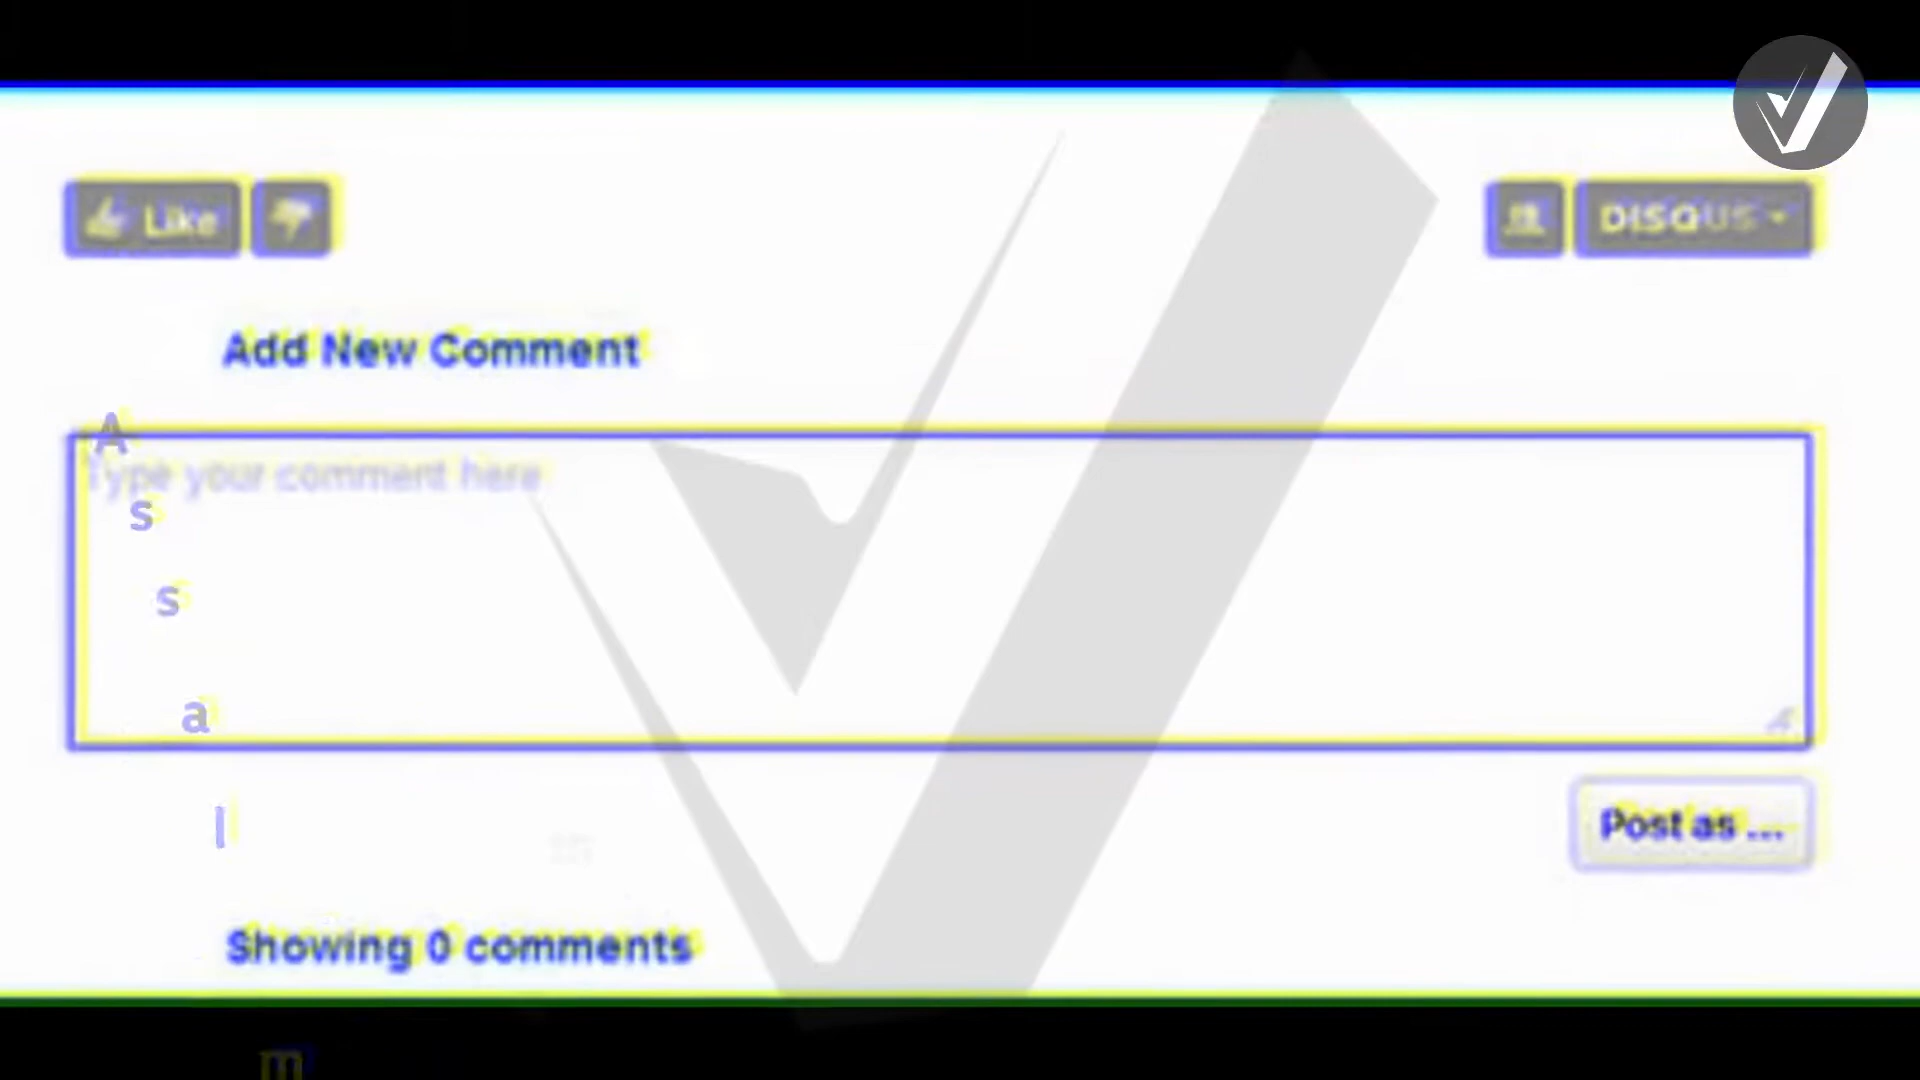 Like
DISQUS
Add New Comment
Type your comment here
A
s
s
a
l
m
Post as ...
Showing 0 comments